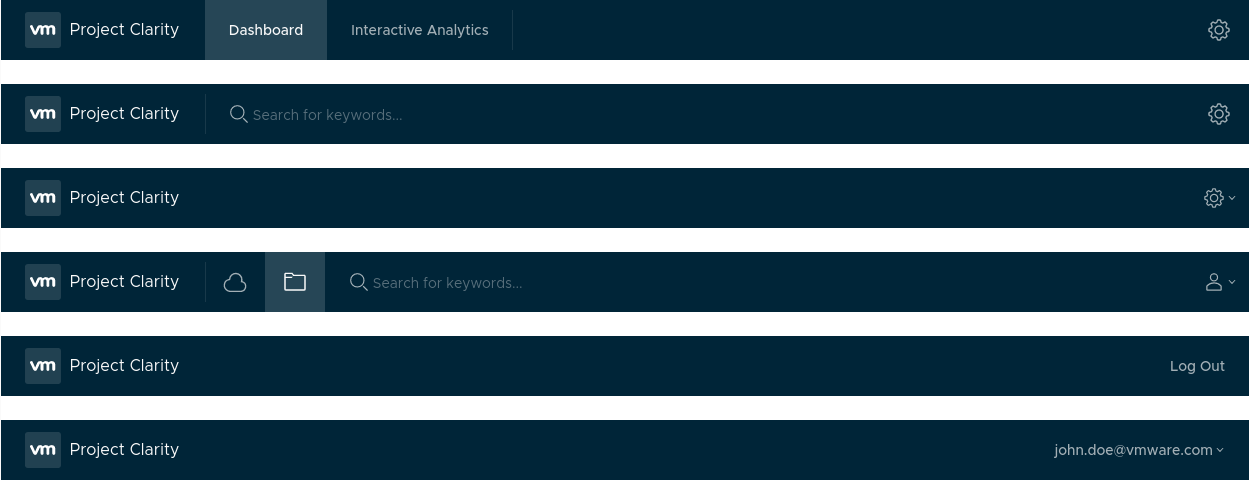 vm Project Clarity Dashboard Interactive Analytics
vm Project Clarity Search for keywords...
vm Project Clarity
vm Project Clarity Search for keywords...
vm Project Clarity Log Out
vm Project Clarity john.doe@vmware.com